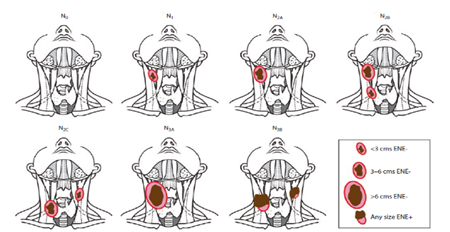 N₀
N₁
N₂A
N₂B
N₂C
N₃A
N₃B
<3 cms ENE-
3-6 cms ENE-
>6 cms ENE-
Any size ENE+